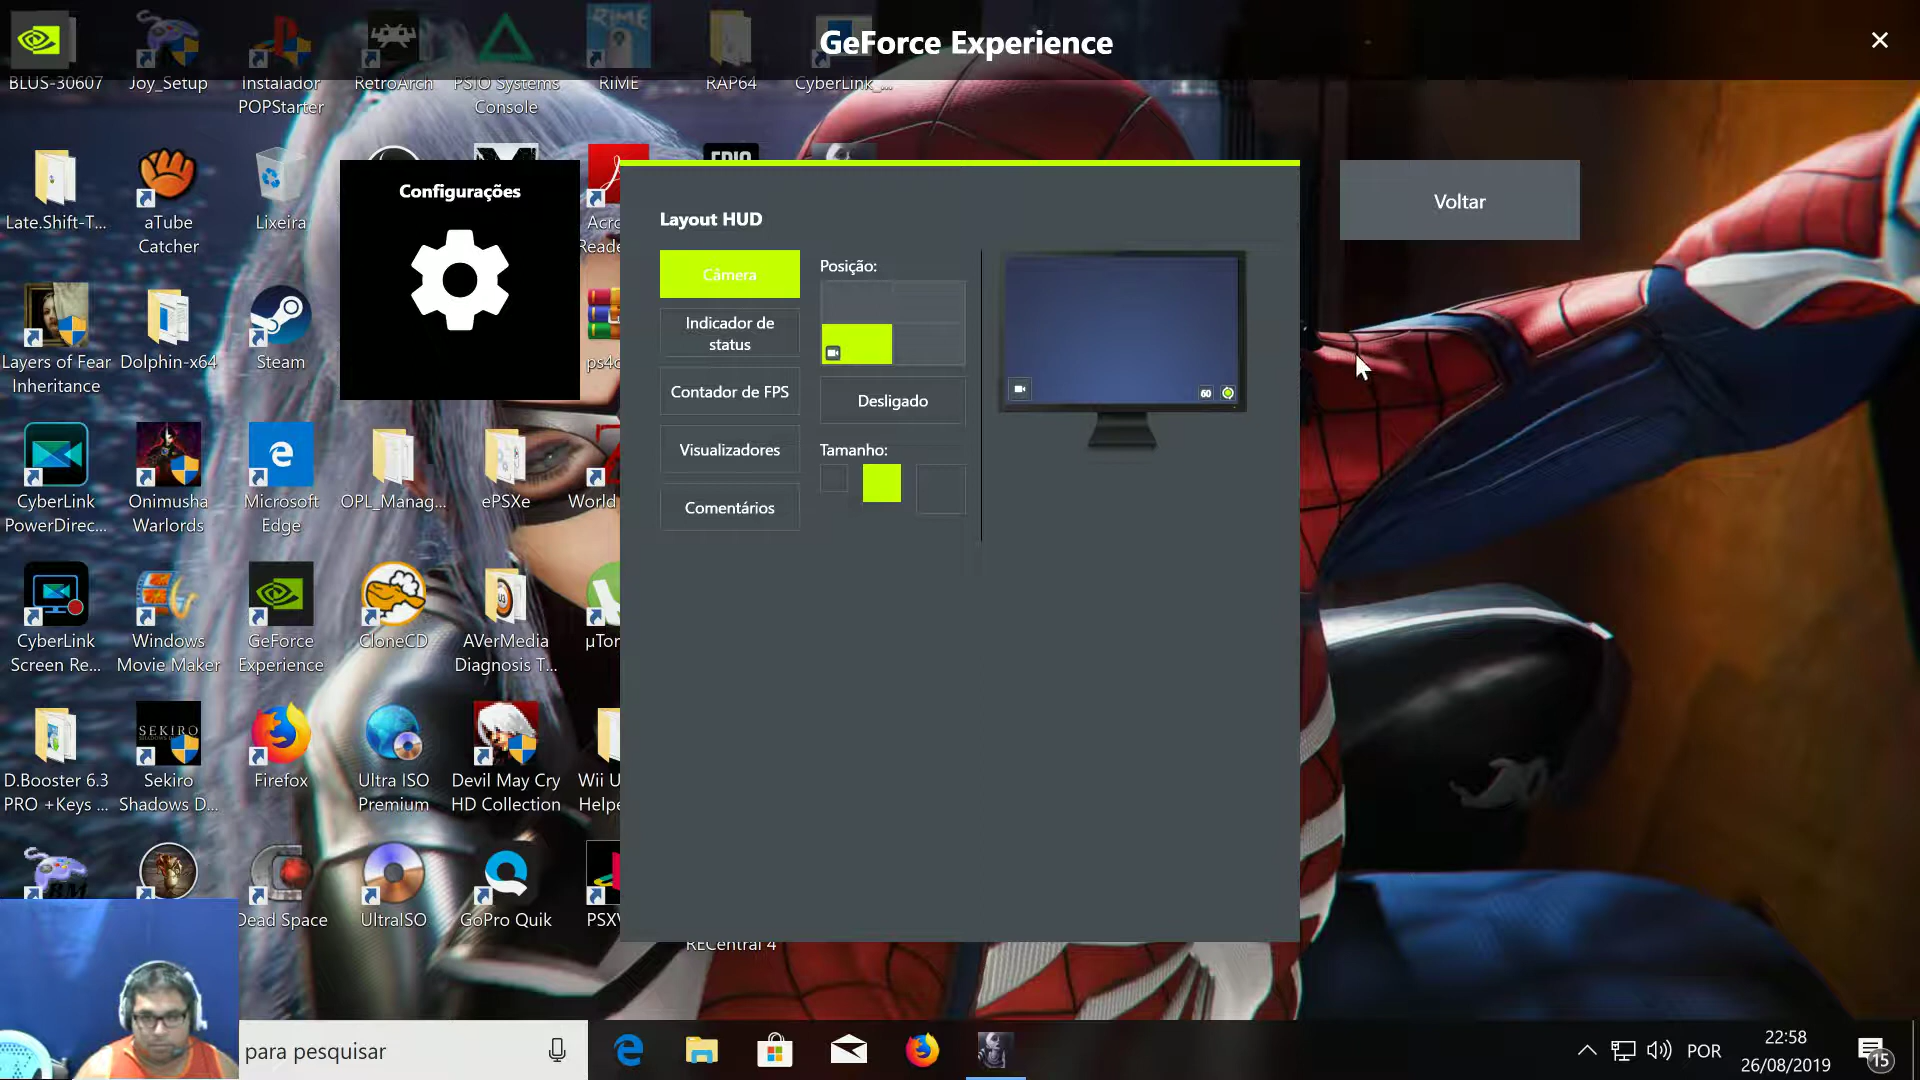 GeForce Experience
BLUS-30607
Joy_Setup
Instalador
POPStarter
RetroArch
PSIO Systems
Console
RiME
RAP64
CyberLink_...
Late.Shift-T...
aTube
Catcher
Lixeira
Configurações
Layout HUD
Câmera
Indicador de
status
Contador de FPS
Visualizadores
Comentários
Posição:
Desligado
Tamanho:
60
Voltar
Layers of Fear
Inheritance
Dolphin-x64
Steam
CyberLink
PowerDirec...
Onimusha
Warlords
Microsoft
Edge
OPL_Manag...
ePSXe
World
CyberLink
Screen Re...
Windows
Movie Maker
GeForce
Experience
CloneCD
AVerMedia
Diagnosis T...
µTor
SEKIRO
D.Booster 6.3
PRO +Keys ...
Sekiro
Shadows D...
Firefox
Ultra ISO
Premium
Devil May Cry
HD Collection
Wii U
Helpe
Dead Space
UltraISO
GoPro Quik
PSX
RECentral 4
para pesquisar
POR
22:58
26/08/2019
15